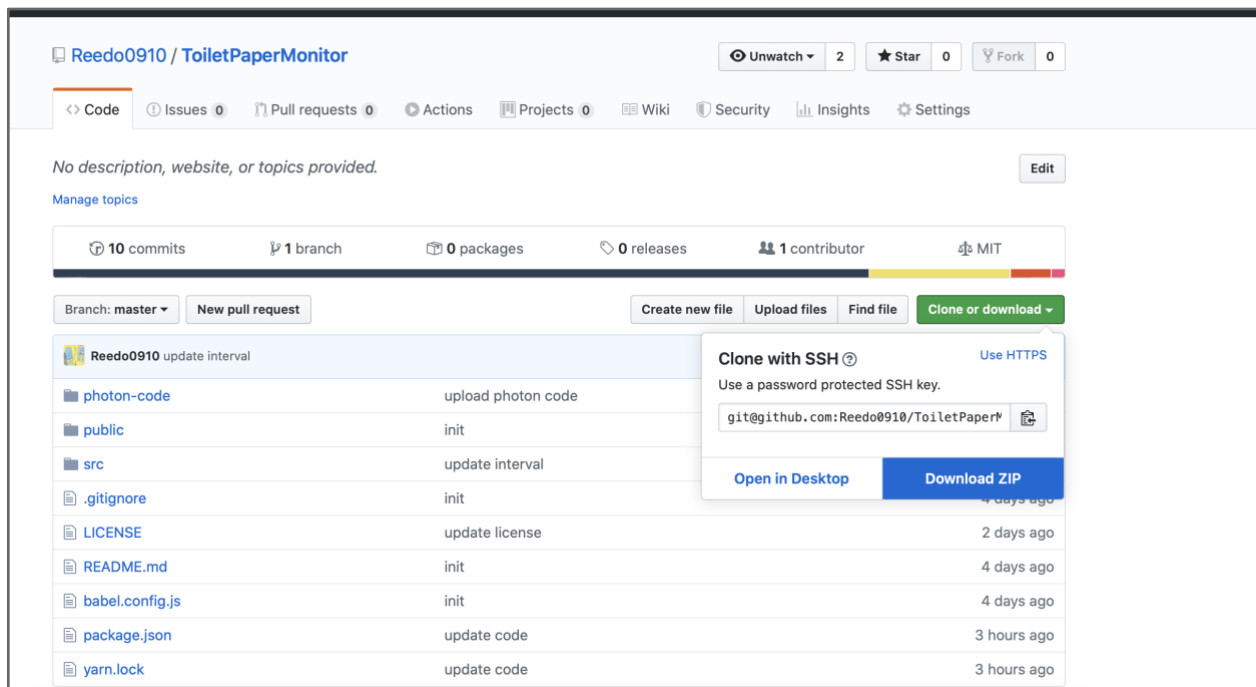 Reedo0910 / ToiletPaperMonitor
Unwatch 2 Star 0 Fork 0
Code Issues 0 Pull requests 0 Actions Projects 0 Wiki Security Insights Settings
No description, website, or topics provided. Edit
Manage topics
10 commits 1 branch 0 packages 0 releases 1 contributor MIT
Branch: master New pull request Create new file Upload files Find file Clone or download
Reedo0910 update interval
Clone with SSH Use HTTPS
Use a password protected SSH key.
git@github.com:Reedo0910/ToiletPaper
Open in Desktop Download ZIP
photon-code upload photon code
public init
src update interval
.gitignore init 4 days ago
LICENSE update license 2 days ago
README.md init 4 days ago
babel.config.js init 4 days ago
package.json update code 3 hours ago
yarn.lock update code 3 hours ago